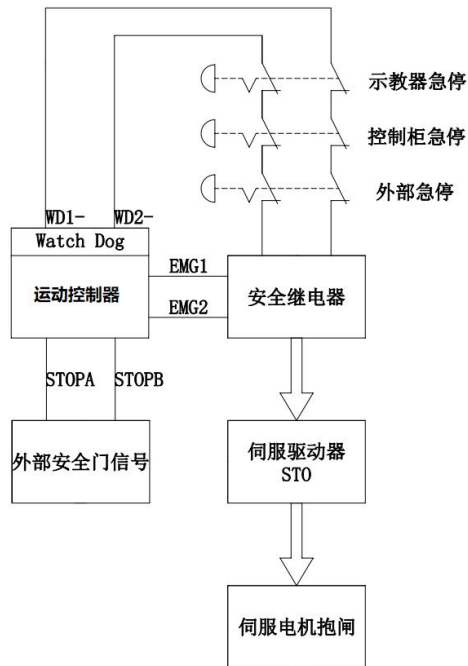 示教器急停
控制柜急停
外部急停
WD1-
WD2-
Watch Dog
运动控制器
EMG1
EMG2
安全继电器
STOPA
STOPB
外部安全门信号
伺服驱动器
STO
伺服电机抱闸